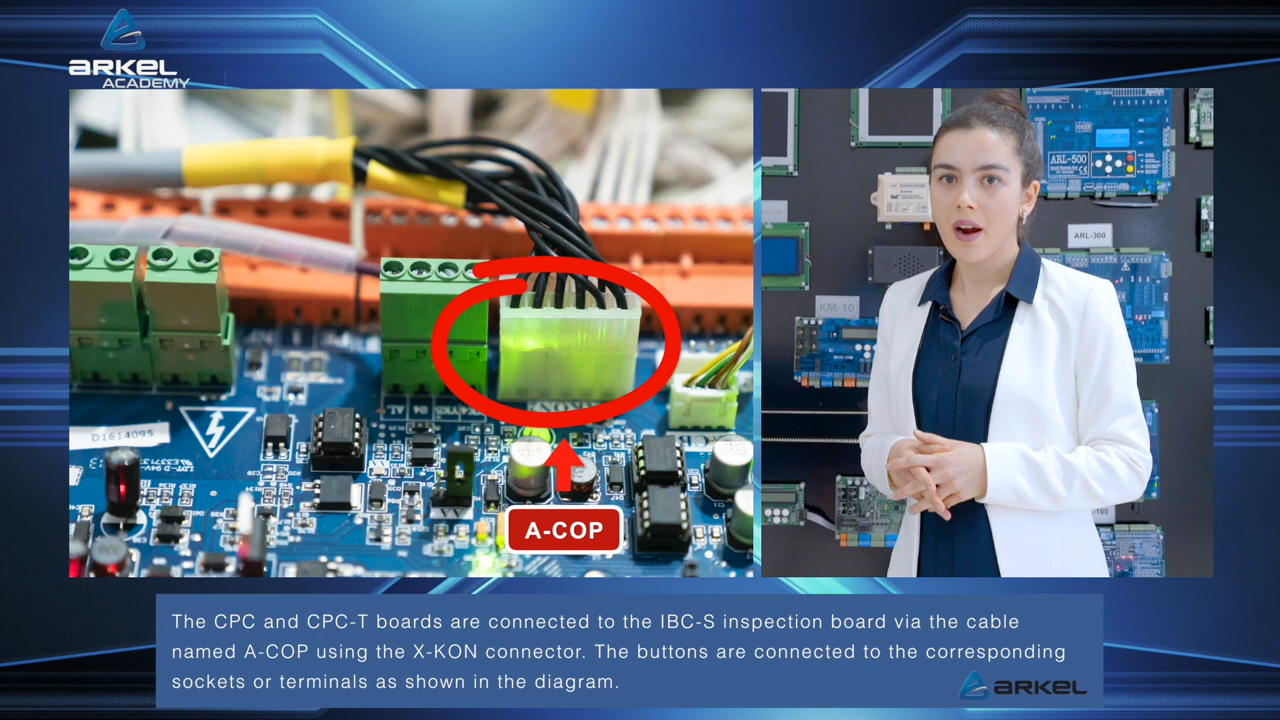 ARKEL
ACADEMY
ARL-500
ARL-300
KM-10
D1614095
A-COP
The CPC and CPC-T boards are connected to the IBC-S inspection board via the cable
named A-COP using the X-KON connector. The buttons are connected to the corresponding
sockets or terminals as shown in the diagram.
ARKEL